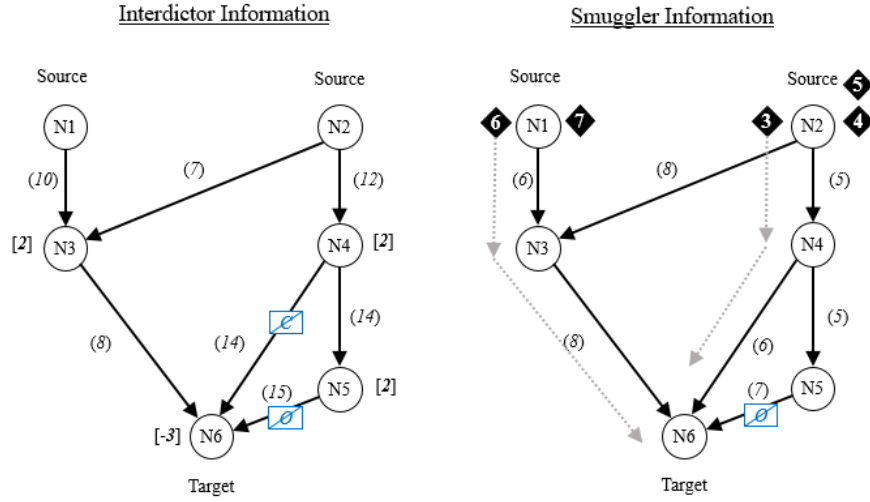 Interdictor Information
Source
Source
N1
N2
(10)
(7)
(12)
[2]
N3
N4
[2]
C
(8)
(14)
(14)
(15)
N5
[2]
O
[-3]
N6
Target
Smuggler Information
Source
Source
5
6
N1
7
3
N2
4
(6)
(8)
(5)
N3
N4
(8)
(6)
(5)
(7)
N5
O
N6
Target